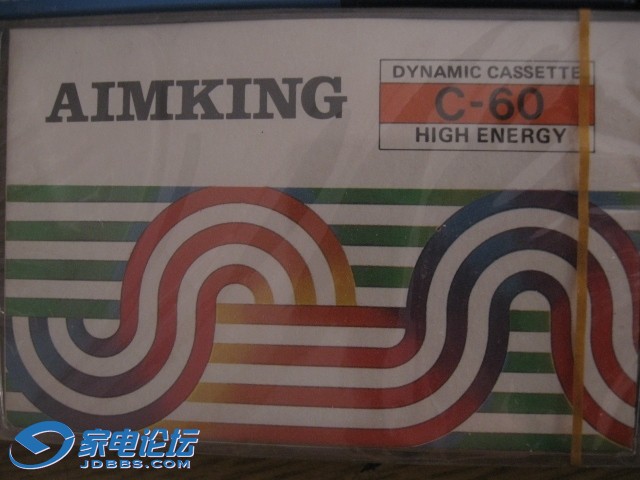 AIMKING
DYNAMIC CASSETTE
C-60
HIGH ENERGY
家电论坛
JDBBS.COM